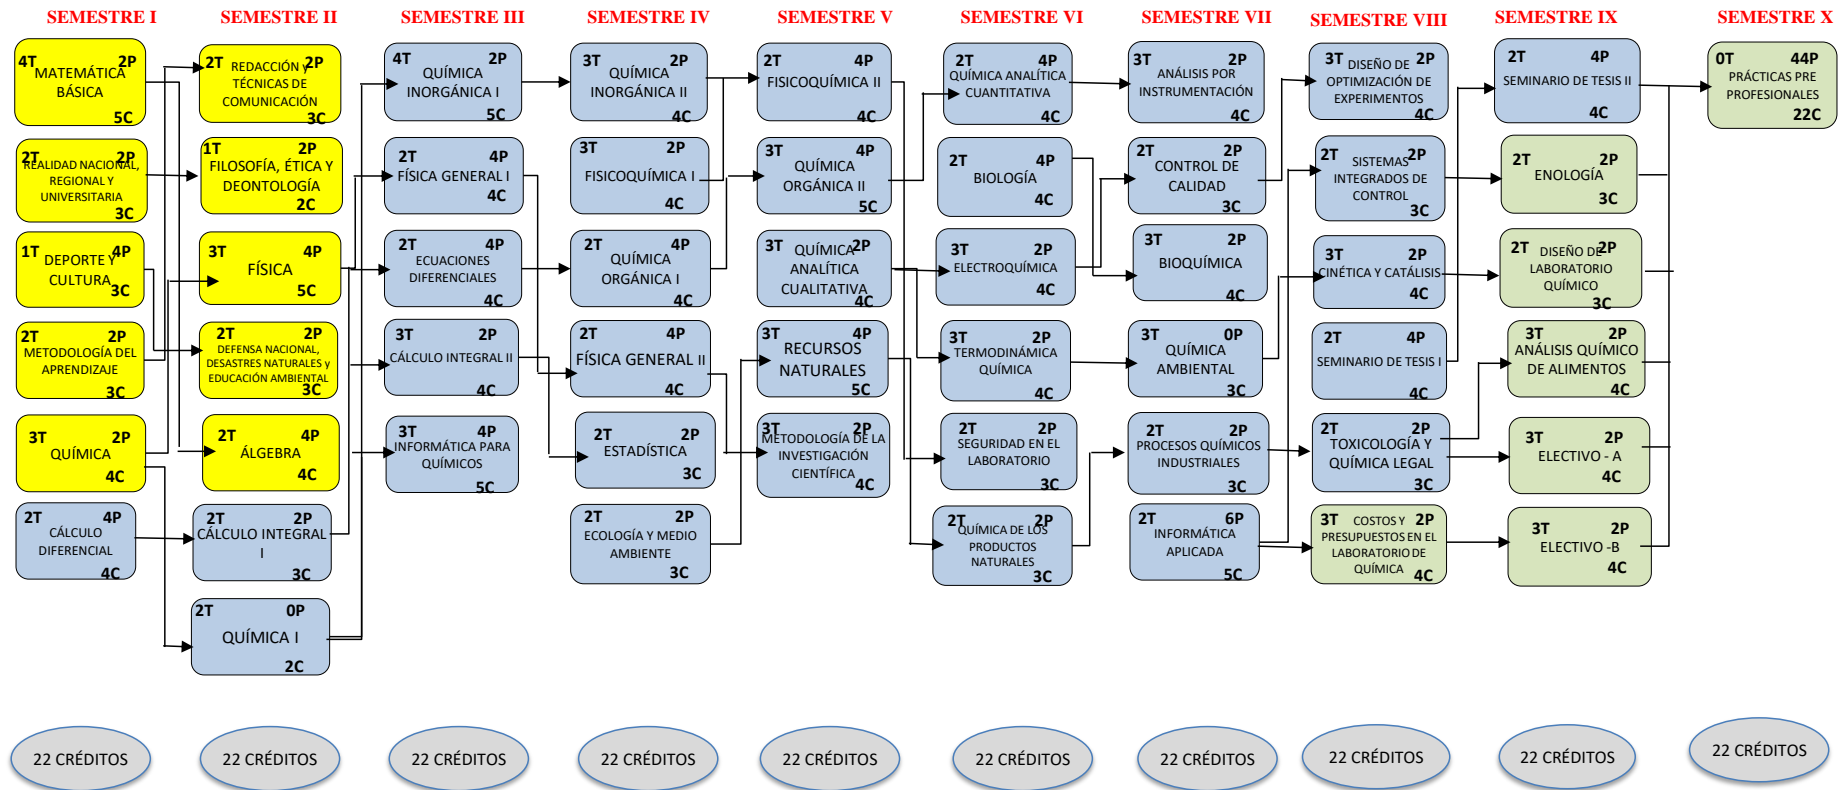 SEMESTRE I
SEMESTRE II
SEMESTRE III
SEMESTRE IV
SEMESTRE V
SEMESTRE VI
SEMESTRE VII
SEMESTRE VIII
SEMESTRE IX
SEMESTRE X
4T 2P
MATEMÁTICA
BÁSICA
5C
2T 2P
REALIDAD NACIONAL,
REGIONAL Y
UNIVERSITARIA
3C
1T 4P
DEPORTE Y
CULTURA
3C
2T 2P
METODOLOGÍA DEL
APRENDIZAJE
3C
3T 2P
QUÍMICA
4C
2T 4P
CÁLCULO
DIFERENCIAL
4C
2T 2P
REDACCIÓN y
TÉCNICAS DE
COMUNICACIÓN
3C
1T 2P
FILOSOFÍA, ÉTICA Y
DEONTOLOGÍA
2C
3T 4P
FÍSICA
5C
2T 2P
DEFENSA NACIONAL,
DESASTRES NATURALES y
EDUCACIÓN AMBIENTAL
3C
2T 4P
ÁLGEBRA
4C
2T 2P
CÁLCULO INTEGRAL
I
3C
2T 0P
QUÍMICA I
2C
4T 2P
QUÍMICA
INORGÁNICA I
5C
2T 4P
FÍSICA GENERAL I
4C
2T 4P
ECUACIONES
DIFERENCIALES
4C
3T 2P
CÁLCULO INTEGRAL II
4C
3T 4P
INFORMÁTICA PARA
QUÍMICOS
5C
3T 2P
QUÍMICA
INORGÁNICA II
4C
3T 2P
FISICOQUÍMICA I
4C
2T 4P
QUÍMICA
ORGÁNICA I
4C
2T 4P
FÍSICA GENERAL II
4C
2T 2P
ESTADÍSTICA
3C
2T 2P
ECOLOGÍA Y MEDIO
AMBIENTE
3C
2T 4P
FISICOQUÍMICA II
4C
3T 4P
QUÍMICA
ORGÁNICA II
5C
3T 2P
QUÍMICA
ANALÍTICA
CUALITATIVA
4C
3T 4P
RECURSOS
NATURALES
5C
3T 2P
METODOLOGÍA DE LA
INVESTIGACIÓN
CIENTÍFICA
4C
2T 4P
QUÍMICA ANALÍTICA
CUANTITATIVA
4C
2T 4P
BIOLOGÍA
4C
3T 2P
ELECTROQUÍMICA
4C
3T 2P
TERMODINÁMICA
QUÍMICA
4C
2T 2P
SEGURIDAD EN EL
LABORATORIO
3C
2T 2P
QUÍMICA DE LOS
PRODUCTOS
NATURALES
3C
3T 2P
ANÁLISIS POR
INSTRUMENTACIÓN
4C
2T 2P
CONTROL DE
CALIDAD
3C
3T 2P
BIOQUÍMICA
4C
3T 0P
QUÍMICA
AMBIENTAL
3C
2T 2P
PROCESOS QUÍMICOS
INDUSTRIALES
3C
2T 6P
INFORMÁTICA
APLICADA
5C
3T 2P
DISEÑO DE
OPTIMIZACIÓN DE
EXPERIMENTOS
4C
2T 2P
SISTEMAS
INTEGRADOS DE
CONTROL
3C
3T 2P
CINÉTICA Y CATÁLISIS
4C
2T 4P
SEMINARIO DE TESIS I
4C
2T 2P
TOXICOLOGÍA Y
QUÍMICA LEGAL
3C
3T 2P
COSTOS Y
PRESUPUESTOS EN EL
LABORATORIO DE
QUÍMICA
4C
2T 4P
SEMINARIO DE TESIS II
4C
2T 2P
ENOLOGÍA
3C
2T 2P
DISEÑO DE
LABORATORIO
QUÍMICO
3C
3T 2P
ANÁLISIS QUÍMICO
DE ALIMENTOS
4C
3T 2P
ELECTIVO - A
4C
3T 2P
ELECTIVO -B
4C
0T 44P
PRÁCTICAS PRE
PROFESIONALES
22C
22 CRÉDITOS
22 CRÉDITOS
22 CRÉDITOS
22 CRÉDITOS
22 CRÉDITOS
22 CRÉDITOS
22 CRÉDITOS
22 CRÉDITOS
22 CRÉDITOS
22 CRÉDITOS